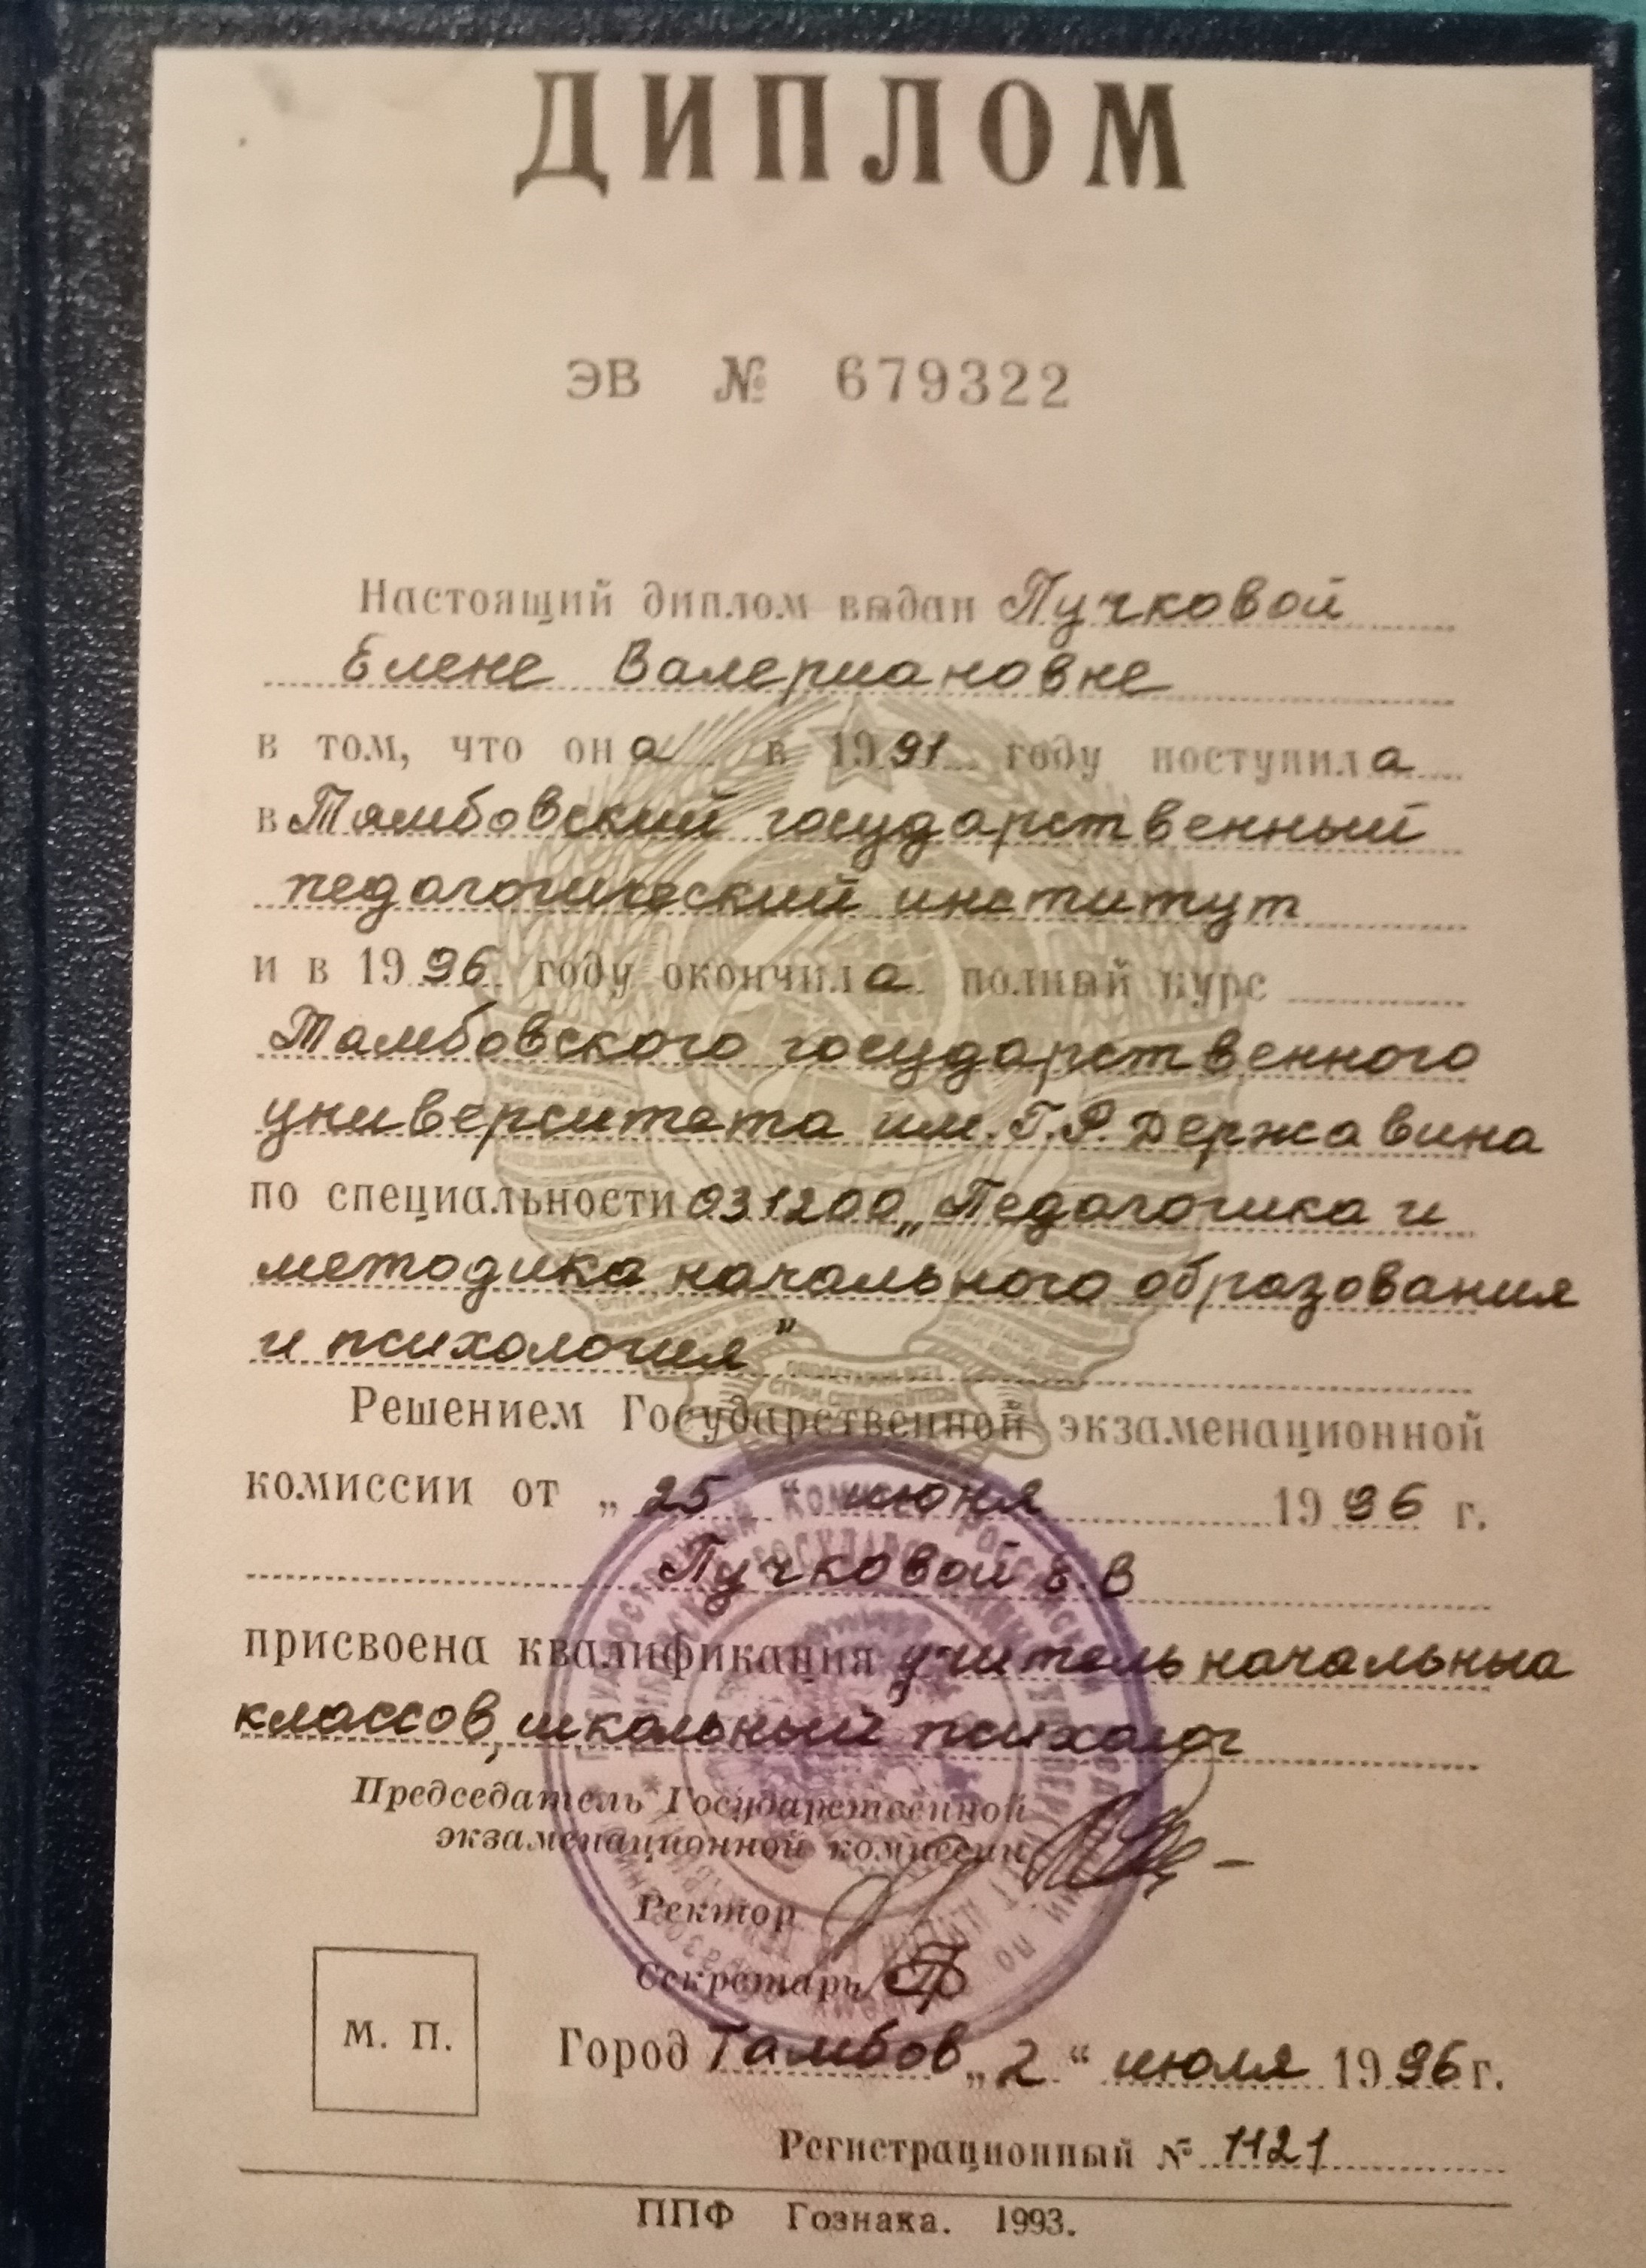 ДИПЛОМ
ЭВ № 679322
Настоящий диплом выдан Пучковой
Елене Валериановне
в том, что она в 1991 году поступила
в Тамбовский государственный
педагогический институт
и в 1996 году окончила полный курс
Тамбовского государственного
университета им. Г.Р. Державина
по специальности 031200 „Педагогика и
методика начального образования
и психология"
Решением Государственной экзаменационной
комиссии от „25" июня 1996 г.
Пучковой Е.В
присвоена квалификация учитель начальных
классов, школьный психолог
Председатель Государственной
экзаменационной комиссии
Ректор
Секретарь
М. П.
Город Тамбов „2" июля 1996 г.
Регистрационный № 1121
ППФ Гознака. 1993.